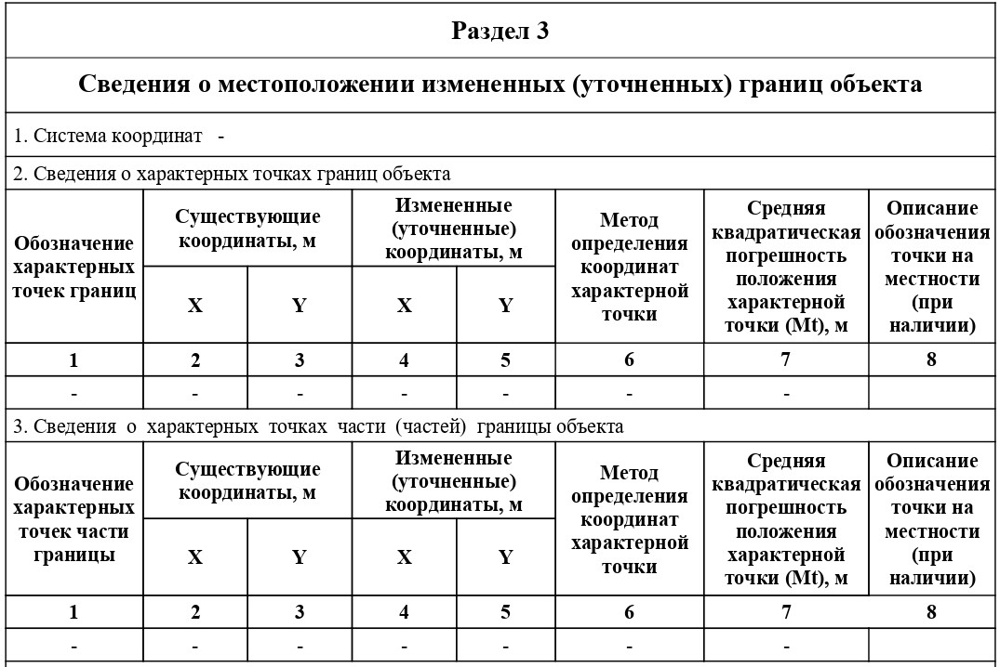 Раздел 3
Сведения о местоположении измененных (уточненных) границ объекта
1. Система координат -
2. Сведения о характерных точках границ объекта
Обозначение
характерных
точек границ
Существующие
координаты, м
Измененные
(уточненные)
координаты, м
Метод
определения
координат
характерной
точки
Средняя
квадратическая
погрешность
положения
характерной
точки (Mt), м
Описание
обозначения
точки на
местности
(при
наличии)
X Y X Y
1 2 3 4 5 6 7 8
- - - - - - -
3. Сведения о характерных точках части (частей) границы объекта
Обозначение
характерных
точек части
границы
Существующие
координаты, м
Измененные
(уточненные)
координаты, м
Метод
определения
координат
характерной
точки
Средняя
квадратическая
погрешность
положения
характерной
точки (Mt), м
Описание
обозначения
точки на
местности
(при
наличии)
X Y X Y
1 2 3 4 5 6 7 8
- - - - - - -